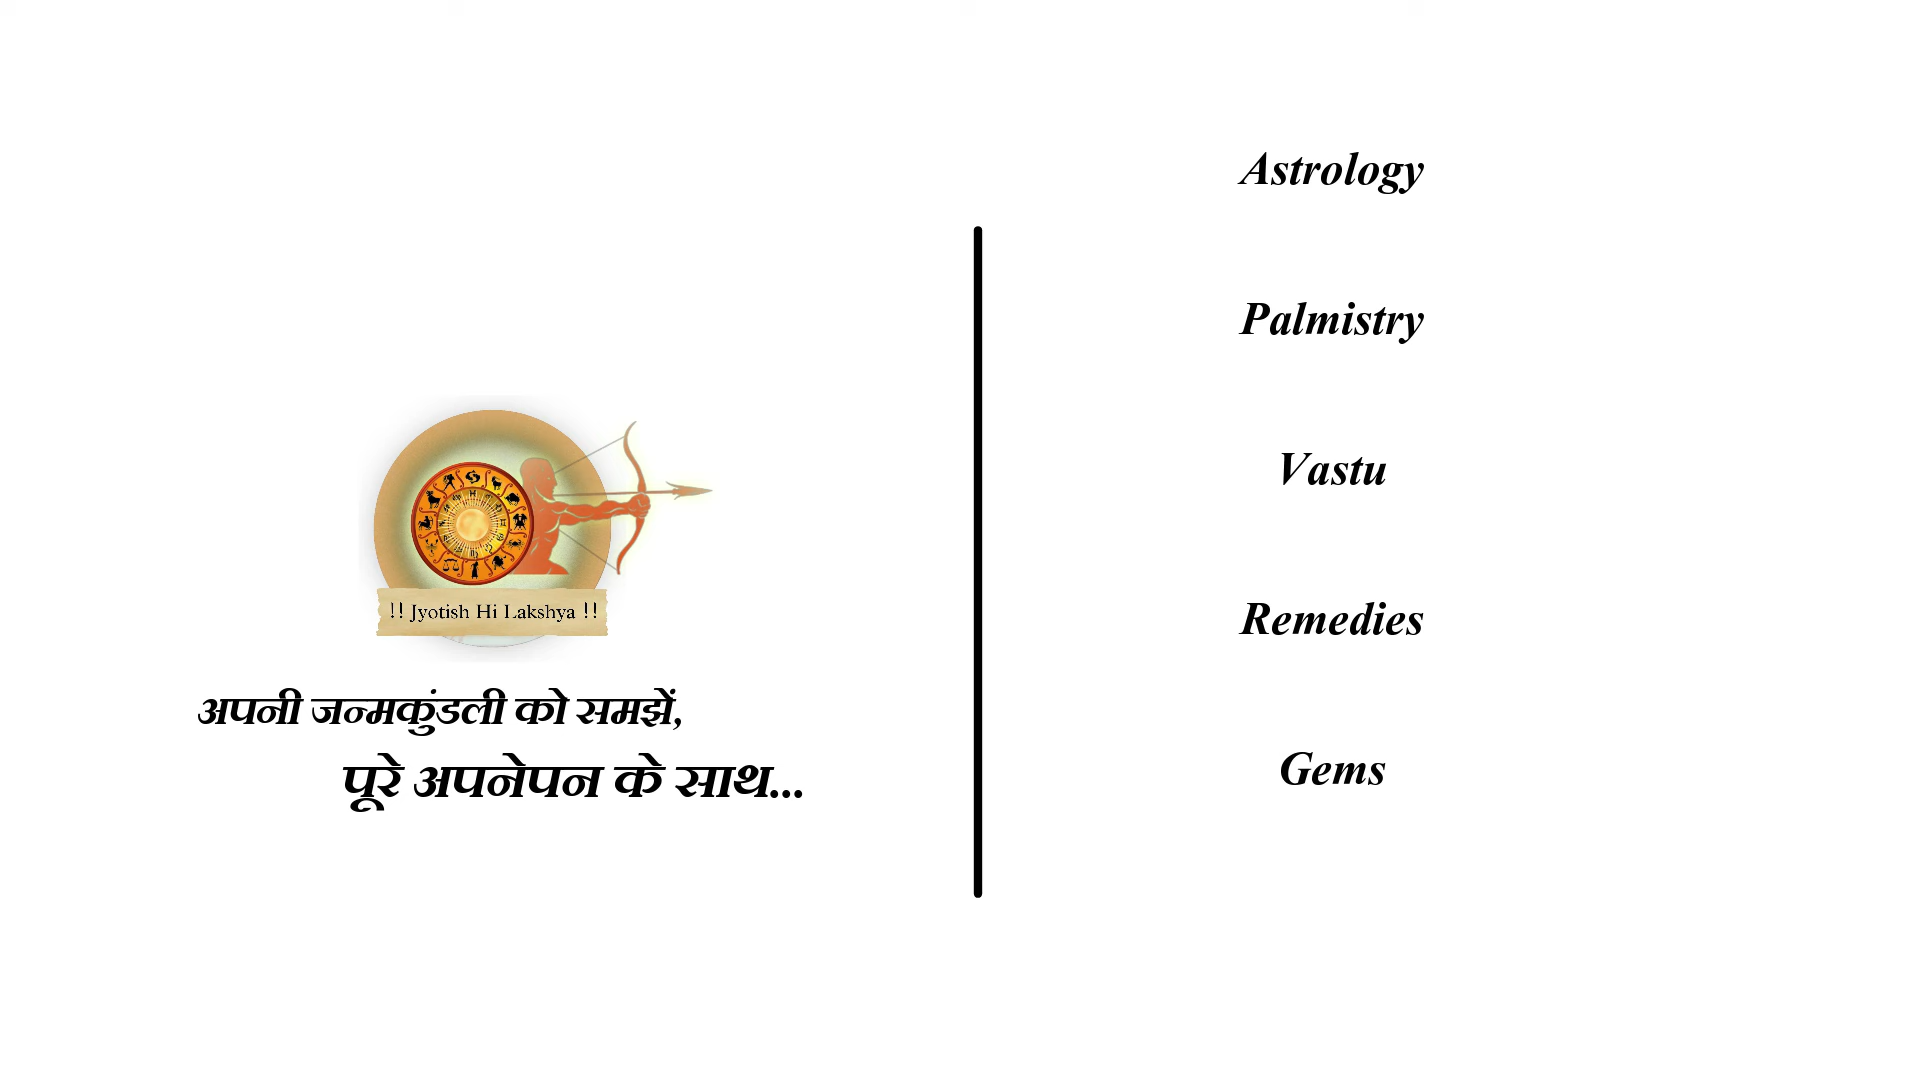 !! Jyotish Hi Lakshya !!
अपनी जन्मकुंडली को समझें,
पूरे अपनेपन के साथ...
Astrology
Palmistry
Vastu
Remedies
Gems